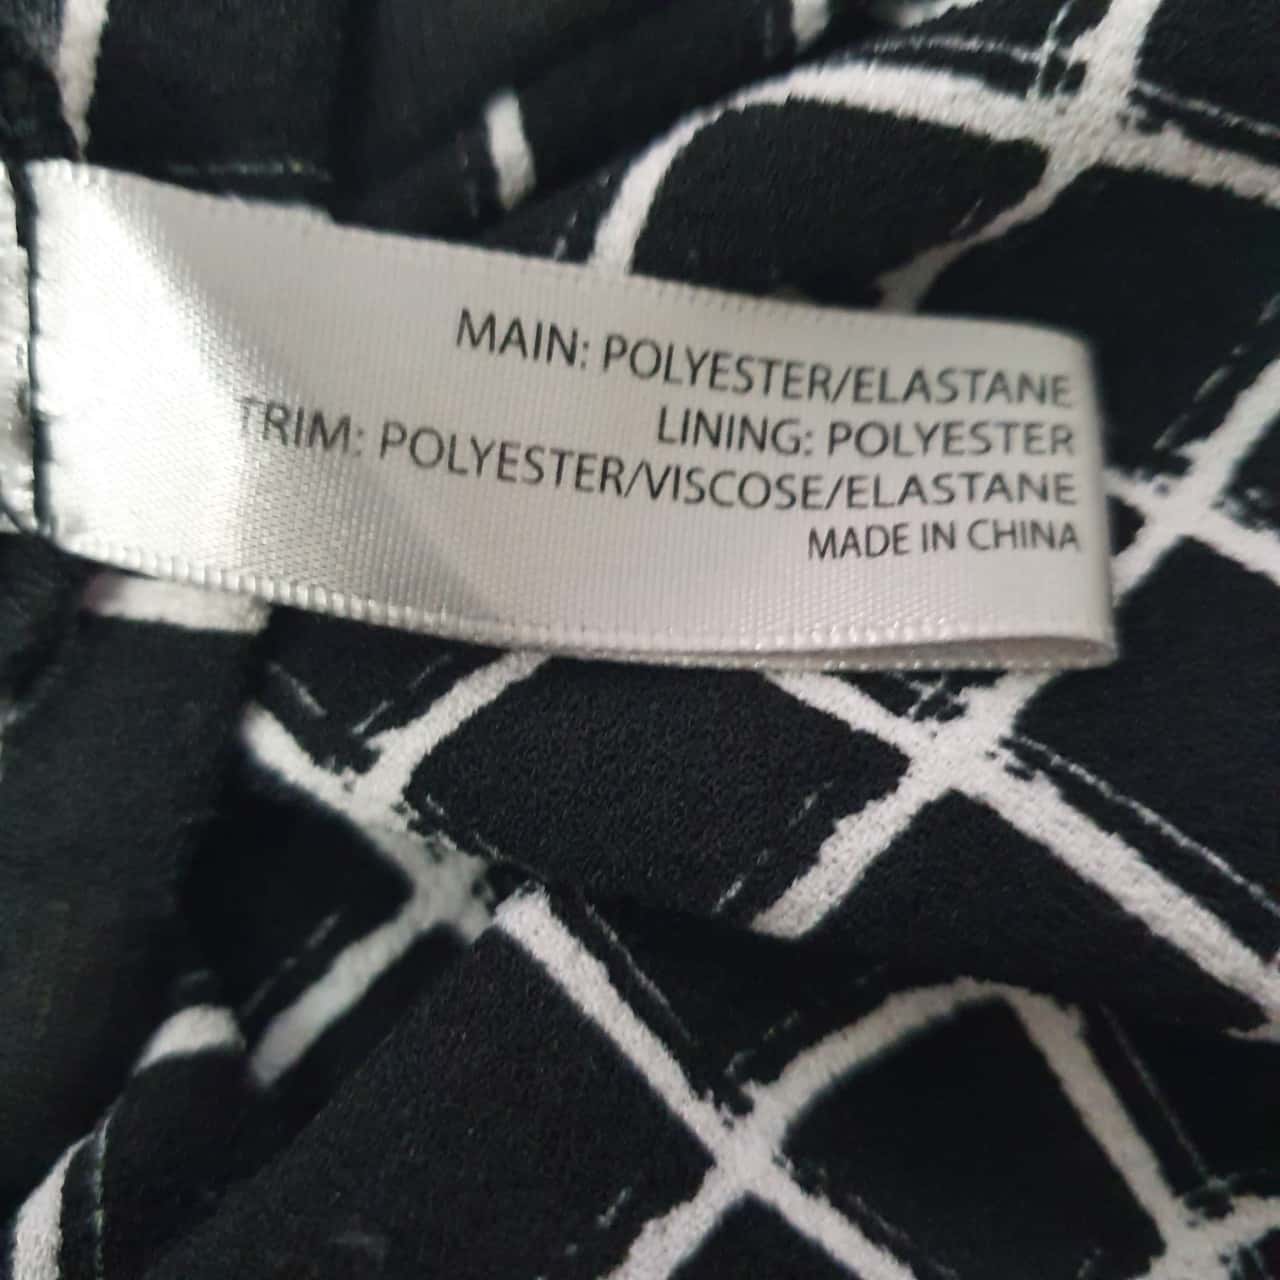 MAIN: POLYESTER/ELASTANE
LINING: POLYESTER
TRIM: POLYESTER/VISCOSE/ELASTANE
MADE IN CHINA